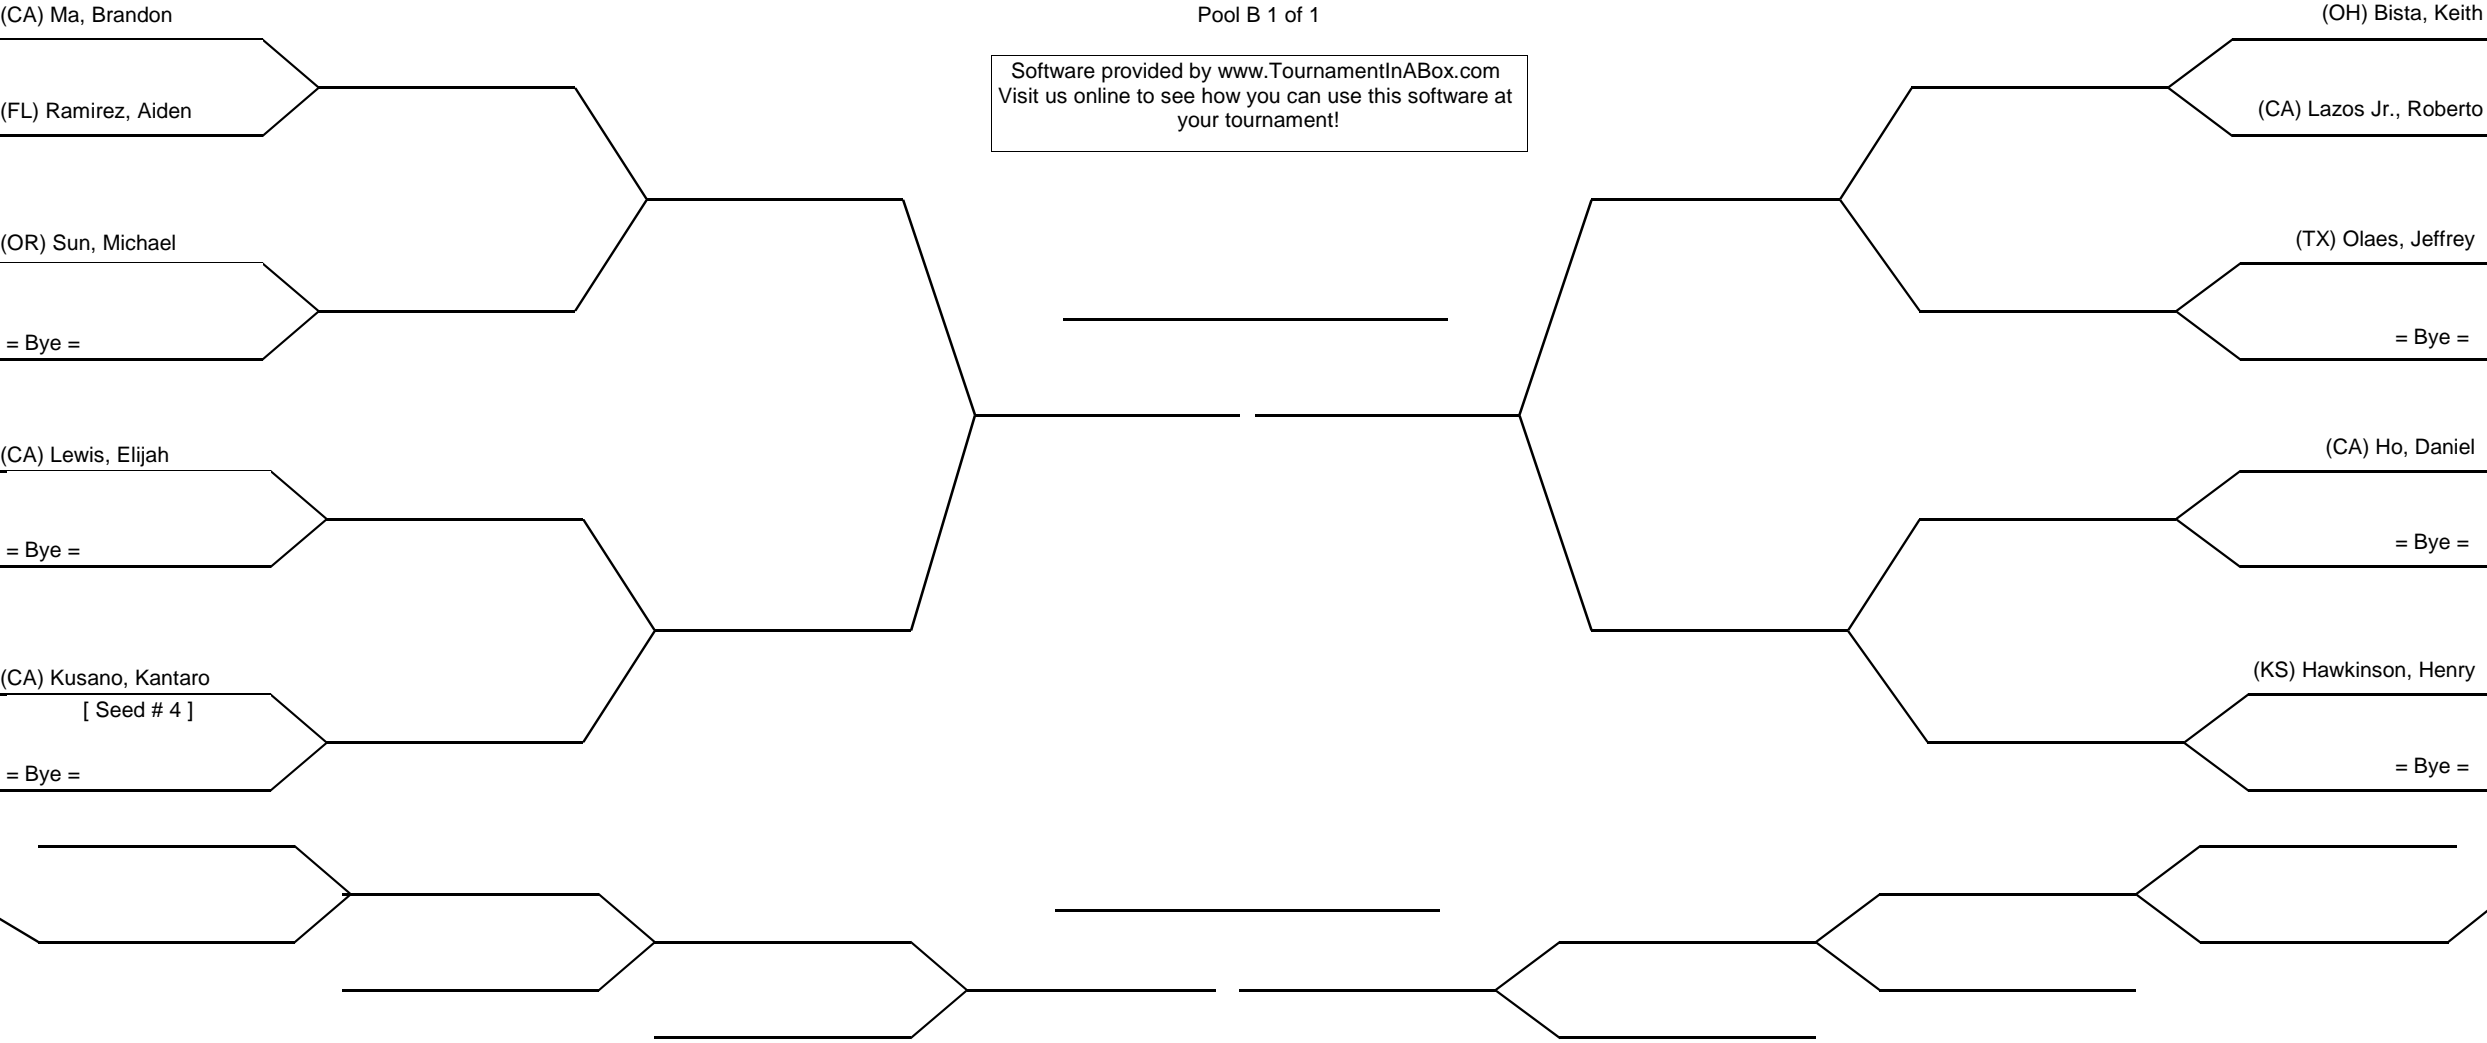 (CA) Ma, Brandon
(FL) Ramirez, Aiden
(OR) Sun, Michael
= Bye =
(CA) Lewis, Elijah
= Bye =
(CA) Kusano, Kantaro
[ Seed # 4 ]
= Bye =
Pool B 1 of 1
Software provided by www.TournamentInABox.com
Visit us online to see how you can use this software at
your tournament!
(OH) Bista, Keith
(CA) Lazos Jr., Roberto
(TX) Olaes, Jeffrey
= Bye =
(CA) Ho, Daniel
= Bye =
(KS) Hawkinson, Henry
= Bye =